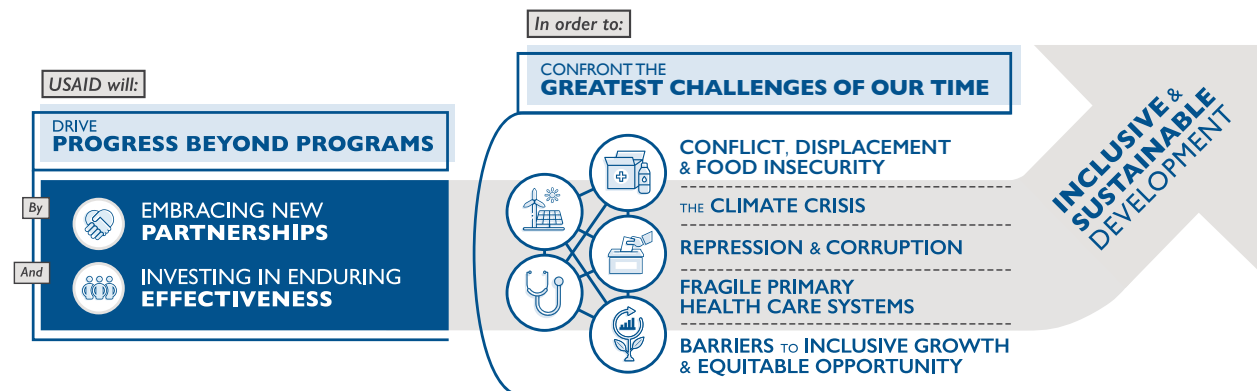 USAID will:
DRIVE
PROGRESS BEYOND PROGRAMS
By
EMBRACING NEW
PARTNERSHIPS
And
INVESTING IN ENDURING
EFFECTIVENESS
In order to:
CONFRONT THE
GREATEST CHALLENGES OF OUR TIME
CONFLICT, DISPLACEMENT
& FOOD INSECURITY
THE CLIMATE CRISIS
REPRESSION & CORRUPTION
FRAGILE PRIMARY
HEALTH CARE SYSTEMS
BARRIERS TO INCLUSIVE GROWTH
& EQUITABLE OPPORTUNITY
INCLUSIVE &
SUSTAINABLE
DEVELOPMENT